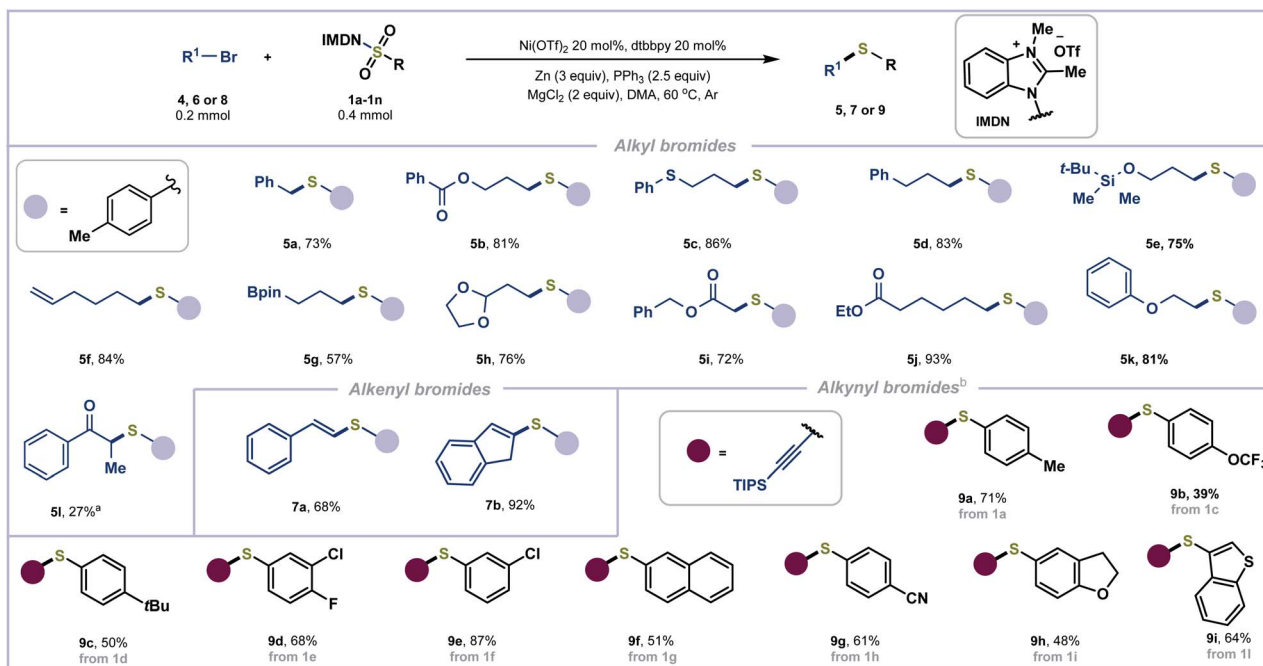 R¹—Br + IMDN S O O R
4, 6 or 8
0.2 mmol
1a-1n
0.4 mmol
Ni(OTf)₂ 20 mol%, dtbbpy 20 mol%
Zn (3 equiv), PPh₃ (2.5 equiv)
MgCl₂ (2 equiv), DMA, 60 °C, Ar
R¹ S R
5, 7 or 9
Me N + − OTf Me N
IMDN
Alkyl bromides
= Me
Ph S
5a, 73%
Ph O O S
5b, 81%
Ph S S
5c, 86%
Ph S
5d, 83%
t-Bu Si O Me Me S
5e, 75%
S
5f, 84%
Bpin S
5g, 57%
O O S
5h, 76%
Ph O O S
5i, 72%
O EtO S
5j, 93%
O S
5k, 81%
O S Me
5l, 27%ᵃ
Alkenyl bromides
S
7a, 68%
S
7b, 92%
Alkynyl bromidesᵇ
= TIPS
S Me
9a, 71%
from 1a
S OCF₃
9b, 39%
from 1c
S tBu
9c, 50%
from 1d
S Cl F
9d, 68%
from 1e
S Cl
9e, 87%
from 1f
S
9f, 51%
from 1g
S CN
9g, 61%
from 1h
S O
9h, 48%
from 1i
S S
9i, 64%
from 1l